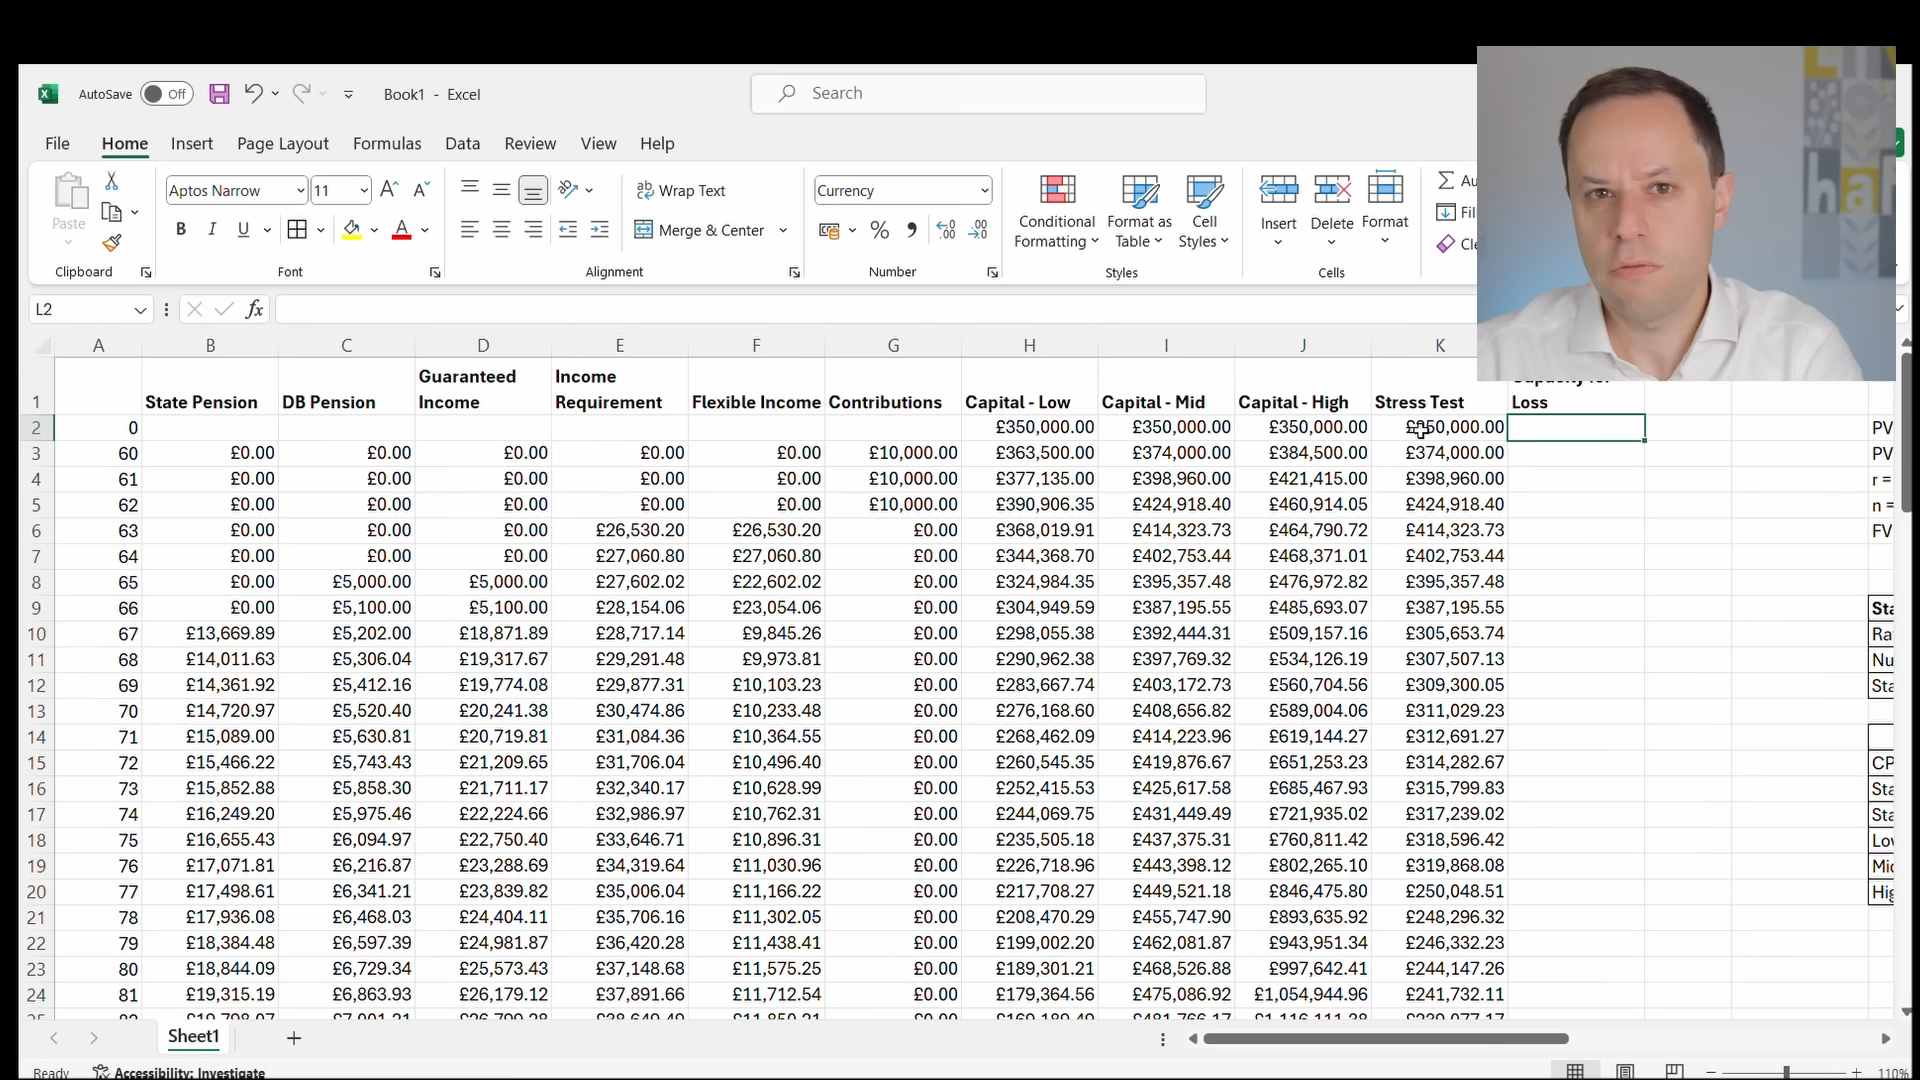 AutoSave Off Book1 - Excel Search
File Home Insert Page Layout Formulas Data Review View Help
Paste Aptos Narrow 11 Wrap Text Currency Conditional Formatting Format as Table Cell Styles Insert Delete Format
B I U Merge & Center
Clipboard Font Alignment Number Styles Cells
L2 fx
A B C D E F G H I J K
1 State Pension DB Pension Guaranteed Income Income Requirement Flexible Income Contributions Capital - Low Capital - Mid Capital - High Stress Test Loss
2 0 £350,000.00 £350,000.00 £350,000.00 PV
3 60 £0.00 £0.00 £0.00 £0.00 £0.00 £10,000.00 £363,500.00 £374,000.00 £384,500.00 £374,000.00 PV
4 61 £0.00 £0.00 £0.00 £0.00 £0.00 £10,000.00 £377,135.00 £398,960.00 £421,415.00 £398,960.00 r =
5 62 £0.00 £0.00 £0.00 £0.00 £0.00 £10,000.00 £390,906.35 £424,918.40 £460,914.05 £424,918.40 n =
6 63 £0.00 £0.00 £0.00 £26,530.20 £26,530.20 £0.00 £368,019.91 £414,323.73 £464,790.72 £414,323.73 FV
7 64 £0.00 £0.00 £0.00 £27,060.80 £27,060.80 £0.00 £344,368.70 £402,753.44 £468,371.01 £402,753.44
8 65 £0.00 £5,000.00 £5,000.00 £27,602.02 £22,602.02 £0.00 £324,984.35 £395,357.48 £476,972.82 £395,357.48
9 66 £0.00 £5,100.00 £5,100.00 £28,154.06 £23,054.06 £0.00 £304,949.59 £387,195.55 £485,693.07 £387,195.55
10 67 £13,669.89 £5,202.00 £18,871.89 £28,717.14 £9,845.26 £0.00 £298,055.38 £392,444.31 £509,157.16 £305,653.74
11 68 £14,011.63 £5,306.04 £19,317.67 £29,291.48 £9,973.81 £0.00 £290,962.38 £397,769.32 £534,126.19 £307,507.13
12 69 £14,361.92 £5,412.16 £19,774.08 £29,877.31 £10,103.23 £0.00 £283,667.74 £403,172.73 £560,704.56 £309,300.05
13 70 £14,720.97 £5,520.40 £20,241.38 £30,474.86 £10,233.48 £0.00 £276,168.60 £408,656.82 £589,004.06 £311,029.23
14 71 £15,089.00 £5,630.81 £20,719.81 £31,084.36 £10,364.55 £0.00 £268,462.09 £414,223.96 £619,144.27 £312,691.27
15 72 £15,466.22 £5,743.43 £21,209.65 £31,706.04 £10,496.40 £0.00 £260,545.35 £419,876.67 £651,253.23 £314,282.67
16 73 £15,852.88 £5,858.30 £21,711.17 £32,340.17 £10,628.99 £0.00 £252,415.53 £425,617.58 £685,467.93 £315,799.83
17 74 £16,249.20 £5,975.46 £22,224.66 £32,986.97 £10,762.31 £0.00 £244,069.75 £431,449.49 £721,935.02 £317,239.02
18 75 £16,655.43 £6,094.97 £22,750.40 £33,646.71 £10,896.31 £0.00 £235,505.18 £437,375.31 £760,811.42 £318,596.42
19 76 £17,071.81 £6,216.87 £23,288.69 £34,319.64 £11,030.96 £0.00 £226,718.96 £443,398.12 £802,265.10 £319,868.08
20 77 £17,498.61 £6,341.21 £23,839.82 £35,006.04 £11,166.22 £0.00 £217,708.27 £449,521.18 £846,475.80 £250,048.51
21 78 £17,936.08 £6,468.03 £24,404.11 £35,706.16 £11,302.05 £0.00 £208,470.29 £455,747.90 £893,635.92 £248,296.32
22 79 £18,384.48 £6,597.39 £24,981.87 £36,420.28 £11,438.41 £0.00 £199,002.20 £462,081.87 £943,951.34 £246,332.23
23 80 £18,844.09 £6,729.34 £25,573.43 £37,148.68 £11,575.25 £0.00 £189,301.21 £468,526.88 £997,642.41 £244,147.26
24 81 £19,315.19 £6,863.93 £26,179.12 £37,891.66 £11,712.54 £0.00 £179,364.56 £475,086.92 £1,054,944.96 £241,732.11
Sheet1
Ready Accessibility: Investigate 110%